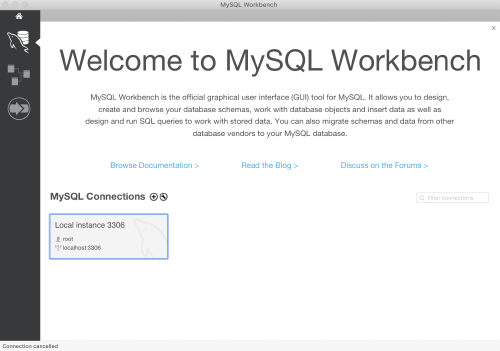 MySQL Workbench
Welcome to MySQL Workbench
MySQL Workbench is the official graphical user interface (GUI) tool for MySQL. It allows you to design,
create and browse your database schemas, work with database objects and insert data as well as
design and run SQL queries to work with stored data. You can also migrate schemas and data from other
database vendors to your MySQL database.
Browse Documentation >
Read the Blog >
Discuss on the Forums >
MySQL Connections
Filter connections
Local instance 3306
root
localhost:3306
Connection cancelled